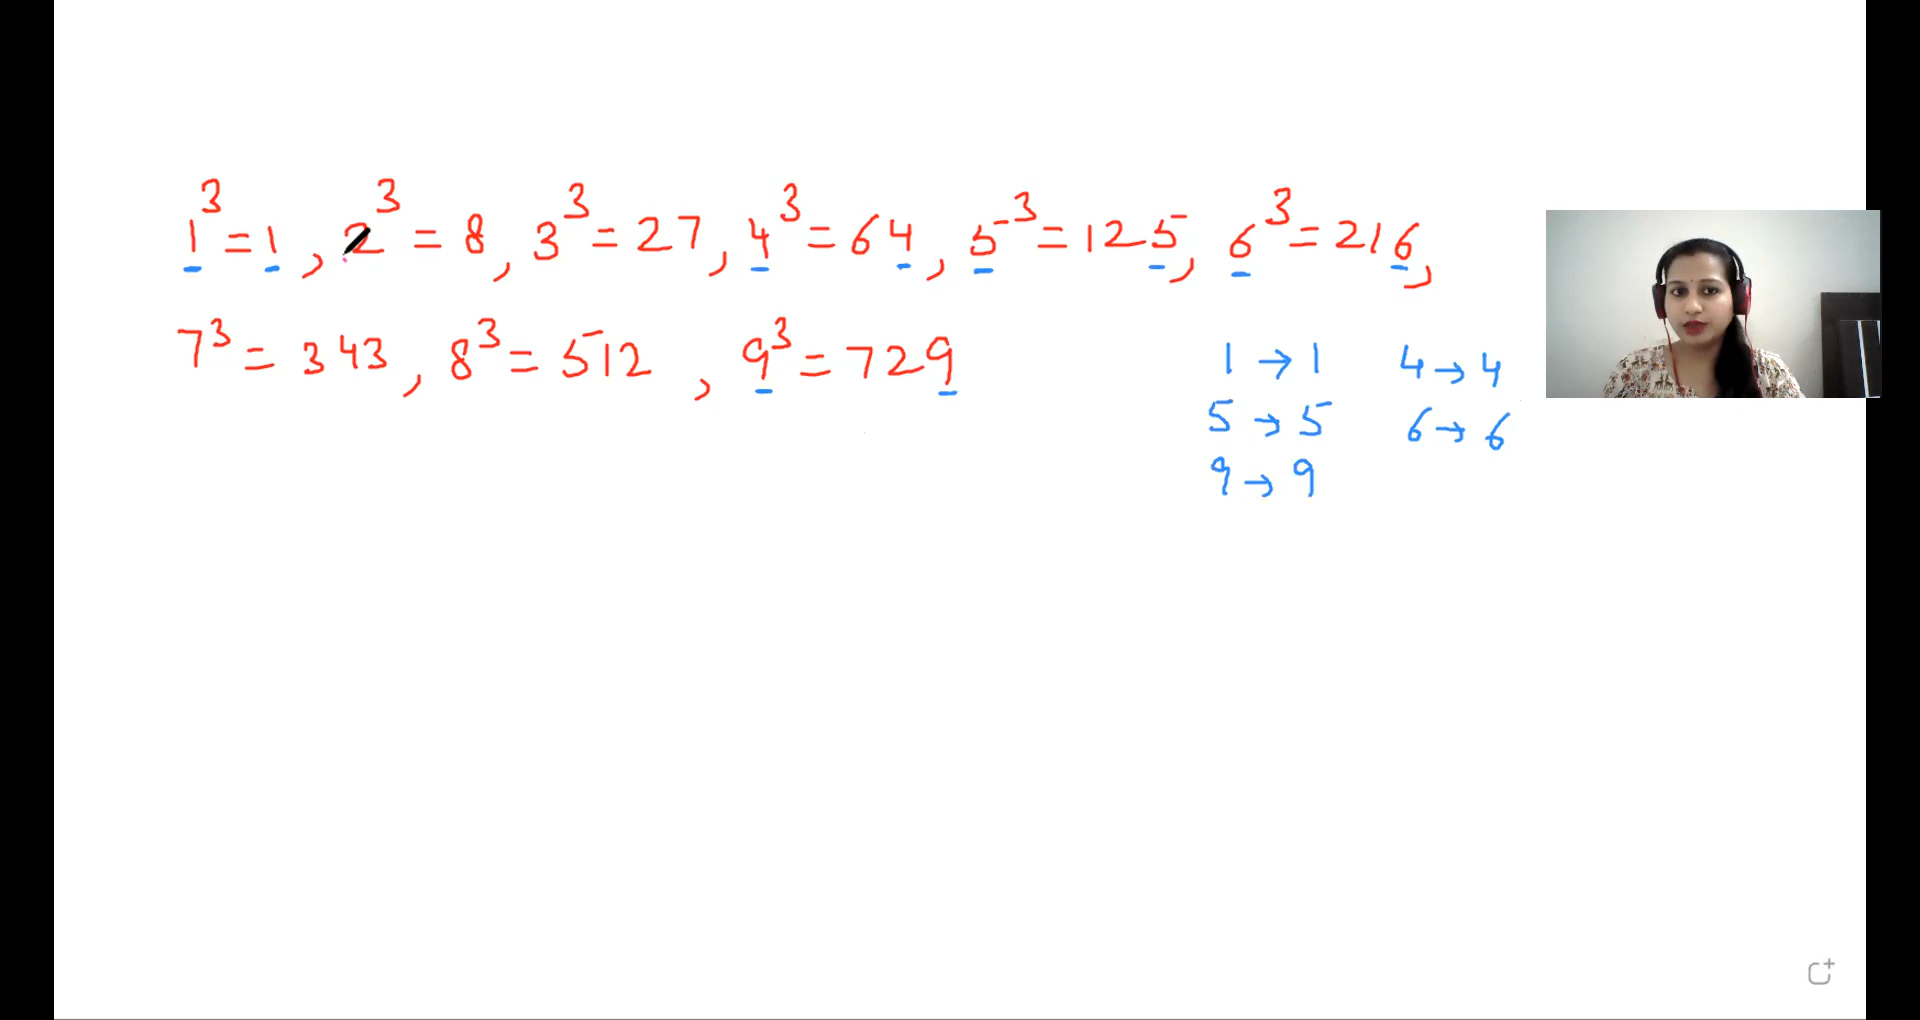 1³ = 1 , 2³ = 8 , 3³ = 27 , 4³ = 64 , 5³ = 125 , 6³ = 216 ,
7³ = 343 , 8³ = 512 , 9³ = 729
1 → 1 4 → 4
5 → 5 6 → 6
9 → 9